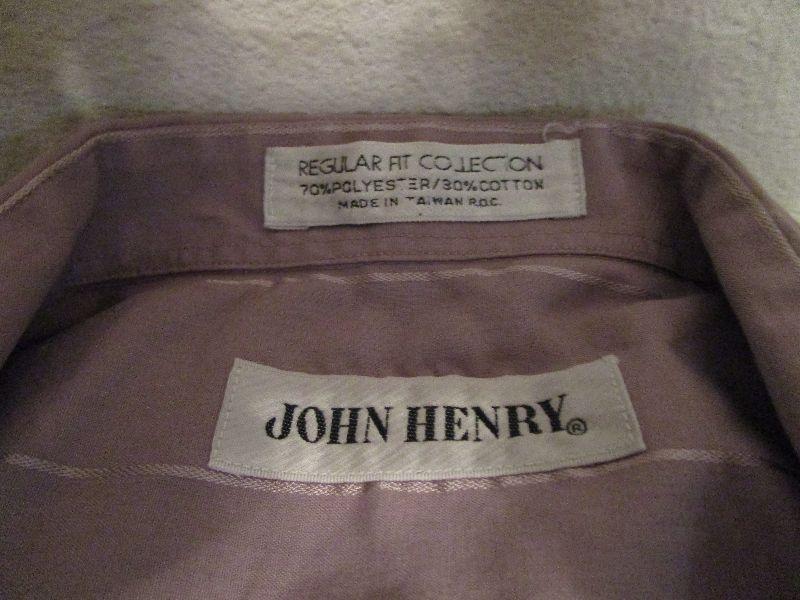 REGULAR FIT COLLECTION
70%POLYESTER/30%COTTON
MADE IN TAIWAN R.O.C.
JOHN HENRY®